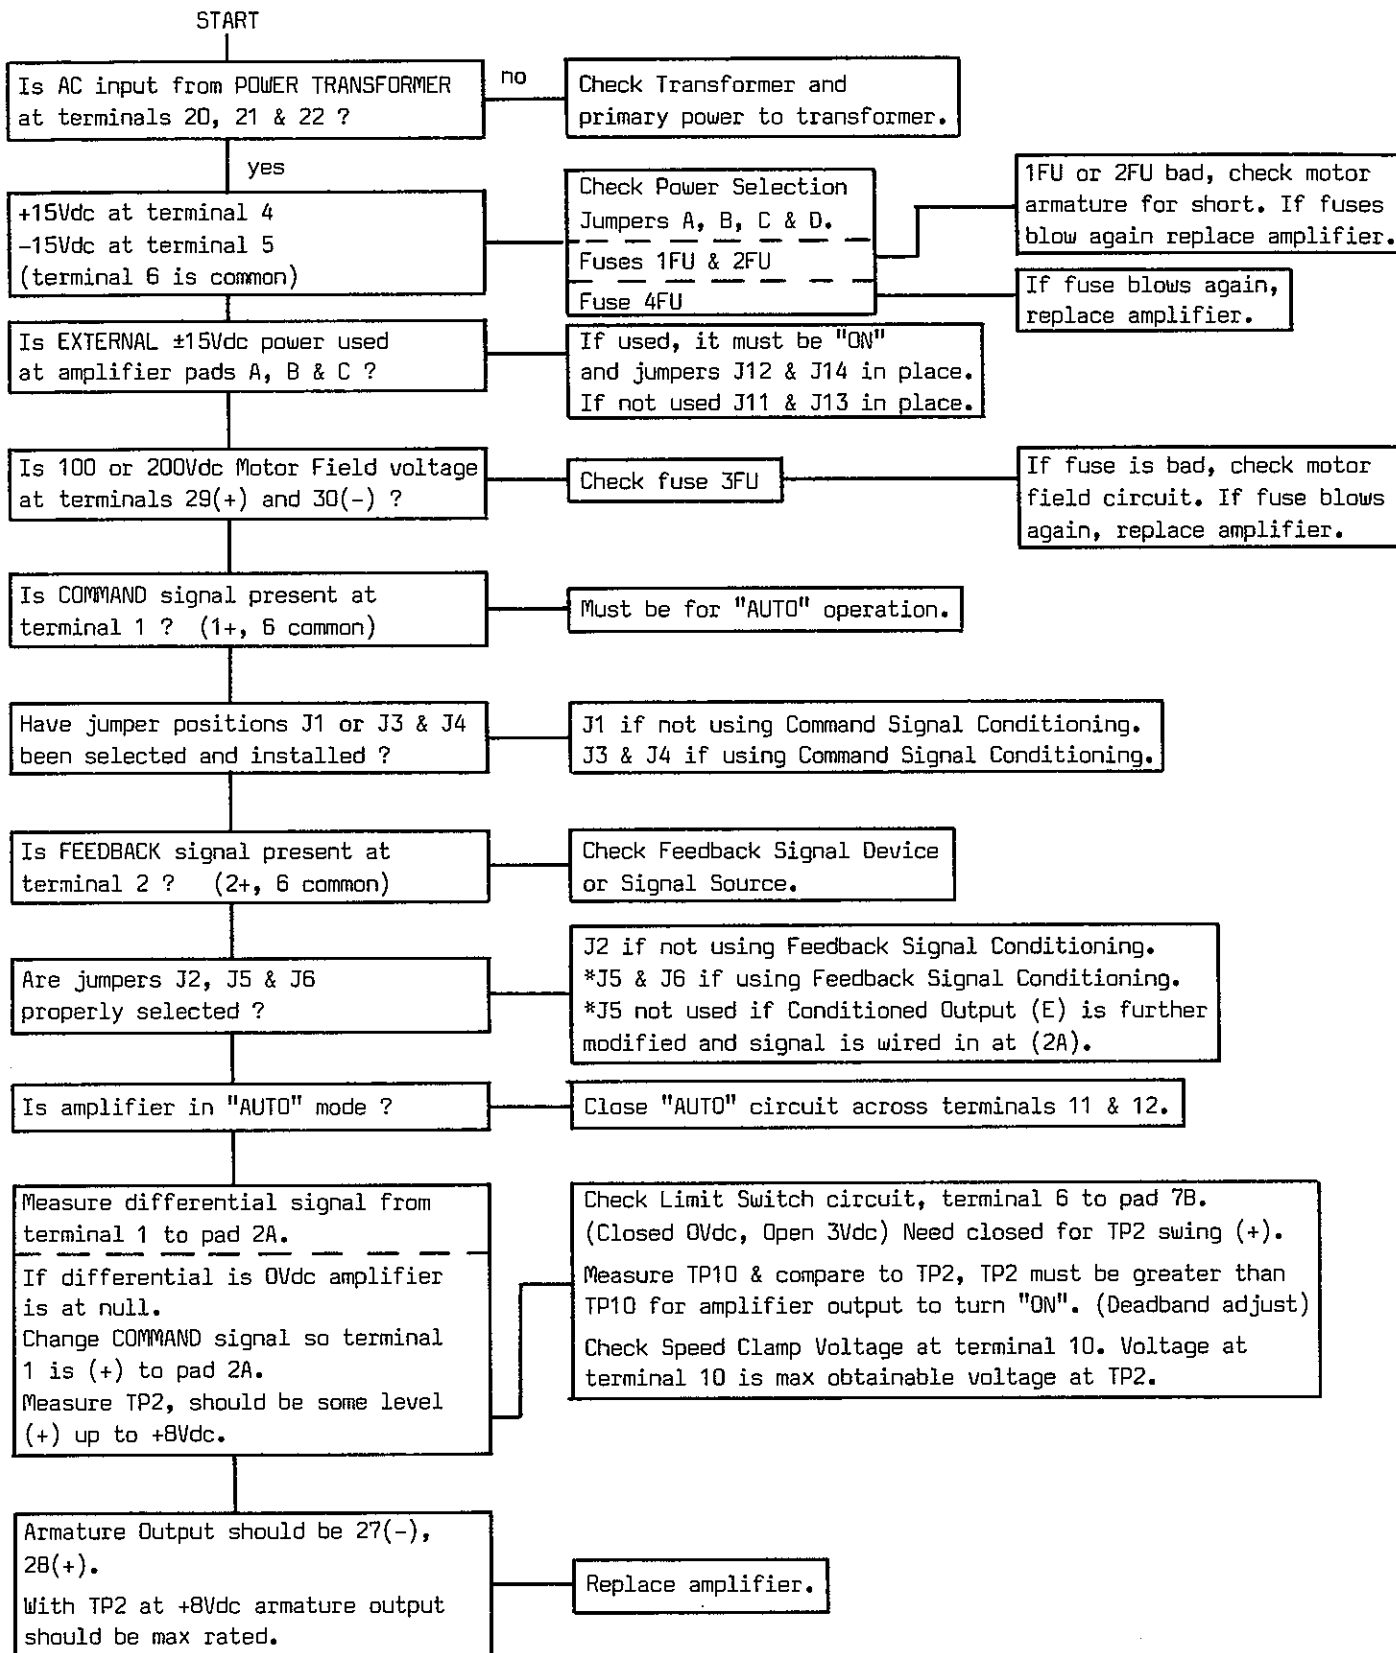 START
Is AC input from POWER TRANSFORMER
at terminals 20, 21 & 22 ?
no
Check Transformer and
primary power to transformer.
yes
+15Vdc at terminal 4
-15Vdc at terminal 5
(terminal 6 is common)
Check Power Selection
Jumpers A, B, C & D.
Fuses 1FU & 2FU
Fuse 4FU
1FU or 2FU bad, check motor
armature for short. If fuses
blow again replace amplifier.
If fuse blows again,
replace amplifier.
Is EXTERNAL ±15Vdc power used
at amplifier pads A, B & C ?
If used, it must be "ON"
and jumpers J12 & J14 in place.
If not used J11 & J13 in place.
Is 100 or 200Vdc Motor Field voltage
at terminals 29(+) and 30(-) ?
Check fuse 3FU
If fuse is bad, check motor
field circuit. If fuse blows
again, replace amplifier.
Is COMMAND signal present at
terminal 1 ? (1+, 6 common)
Must be for "AUTO" operation.
Have jumper positions J1 or J3 & J4
been selected and installed ?
J1 if not using Command Signal Conditioning.
J3 & J4 if using Command Signal Conditioning.
Is FEEDBACK signal present at
terminal 2 ? (2+, 6 common)
Check Feedback Signal Device
or Signal Source.
Are jumpers J2, J5 & J6
properly selected ?
J2 if not using Feedback Signal Conditioning.
*J5 & J6 if using Feedback Signal Conditioning.
*J5 not used if Conditioned Output (E) is further
modified and signal is wired in at (2A).
Is amplifier in "AUTO" mode ?
Close "AUTO" circuit across terminals 11 & 12.
Measure differential signal from
terminal 1 to pad 2A.
If differential is 0Vdc amplifier
is at null.
Change COMMAND signal so terminal
1 is (+) to pad 2A.
Measure TP2, should be some level
(+) up to +8Vdc.
Check Limit Switch circuit, terminal 6 to pad 7B.
(Closed 0Vdc, Open 3Vdc) Need closed for TP2 swing (+).
Measure TP10 & compare to TP2, TP2 must be greater than
TP10 for amplifier output to turn "ON". (Deadband adjust)
Check Speed Clamp Voltage at terminal 10. Voltage at
terminal 10 is max obtainable voltage at TP2.
Armature Output should be 27(-),
28(+).
With TP2 at +8Vdc armature output
should be max rated.
Replace amplifier.